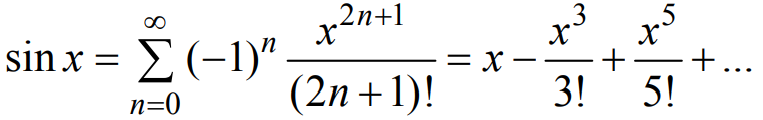 sin x = ∑_{n=0}^{∞} (−1)^n x^{2n+1}/(2n+1)! = x − x^3/3! + x^5/5! + ...